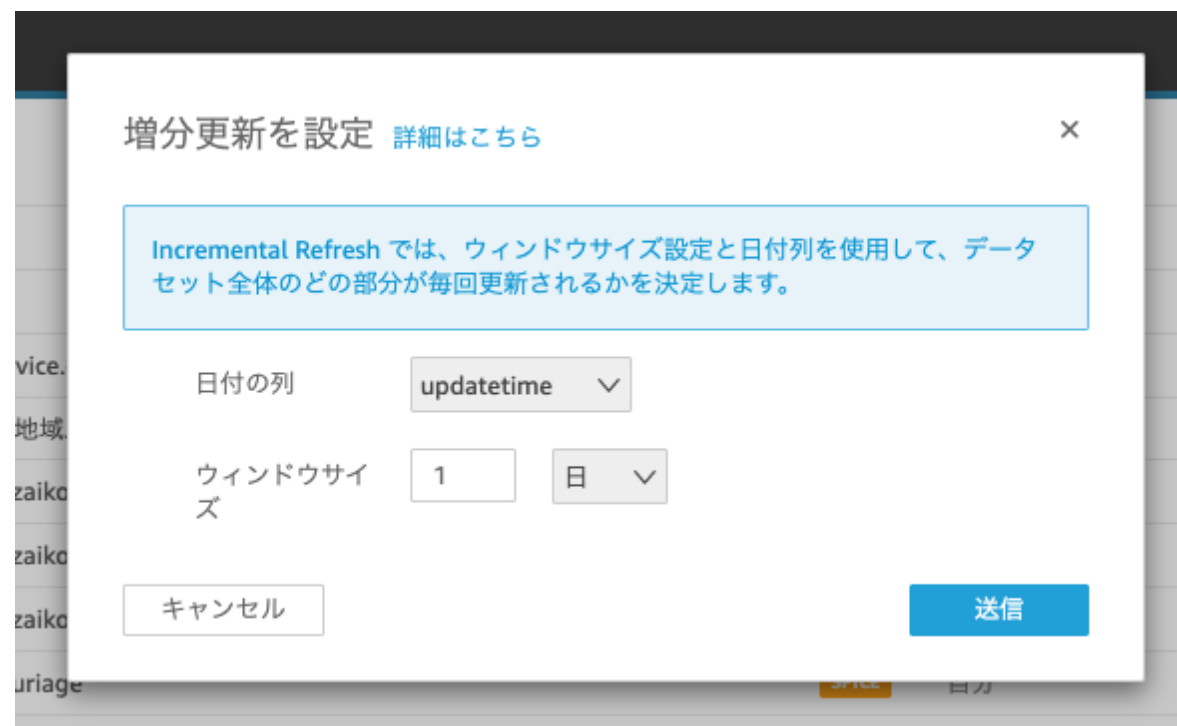 増分更新を設定 詳細はこちら ×
Incremental Refresh では、ウィンドウサイズ設定と日付列を使用して、データ
セット全体のどの部分が毎回更新されるかを決定します。
vice.
日付の列 updatetime
地域.
ウィンドウサイ 1 日
ズ
zaiko
zaiko
zaiko
キャンセル 送信
uriage SPICE 自分